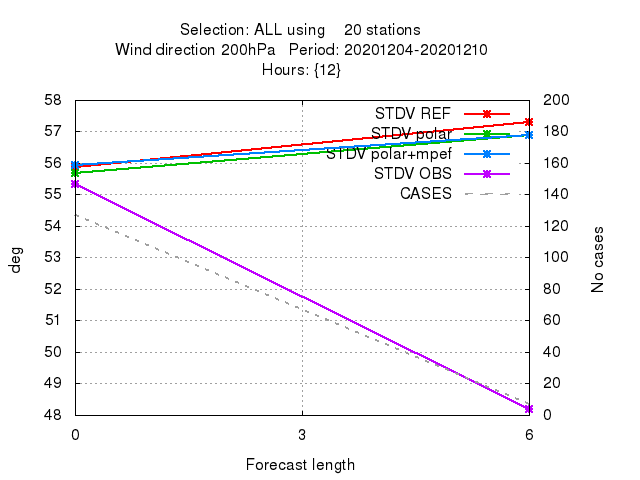 Selection: ALL using    20 stations
Wind direction 200hPa   Period: 20201204-20201210
Hours: {12}
58 200
STDV REF
57 180
STDV polar
56 160
STDV polar+mpef
STDV OBS
55 140
CASES
54 120
53 100
deg
No cases
52 80
51 60
50 40
49 20
48 0
0 3 6
Forecast length